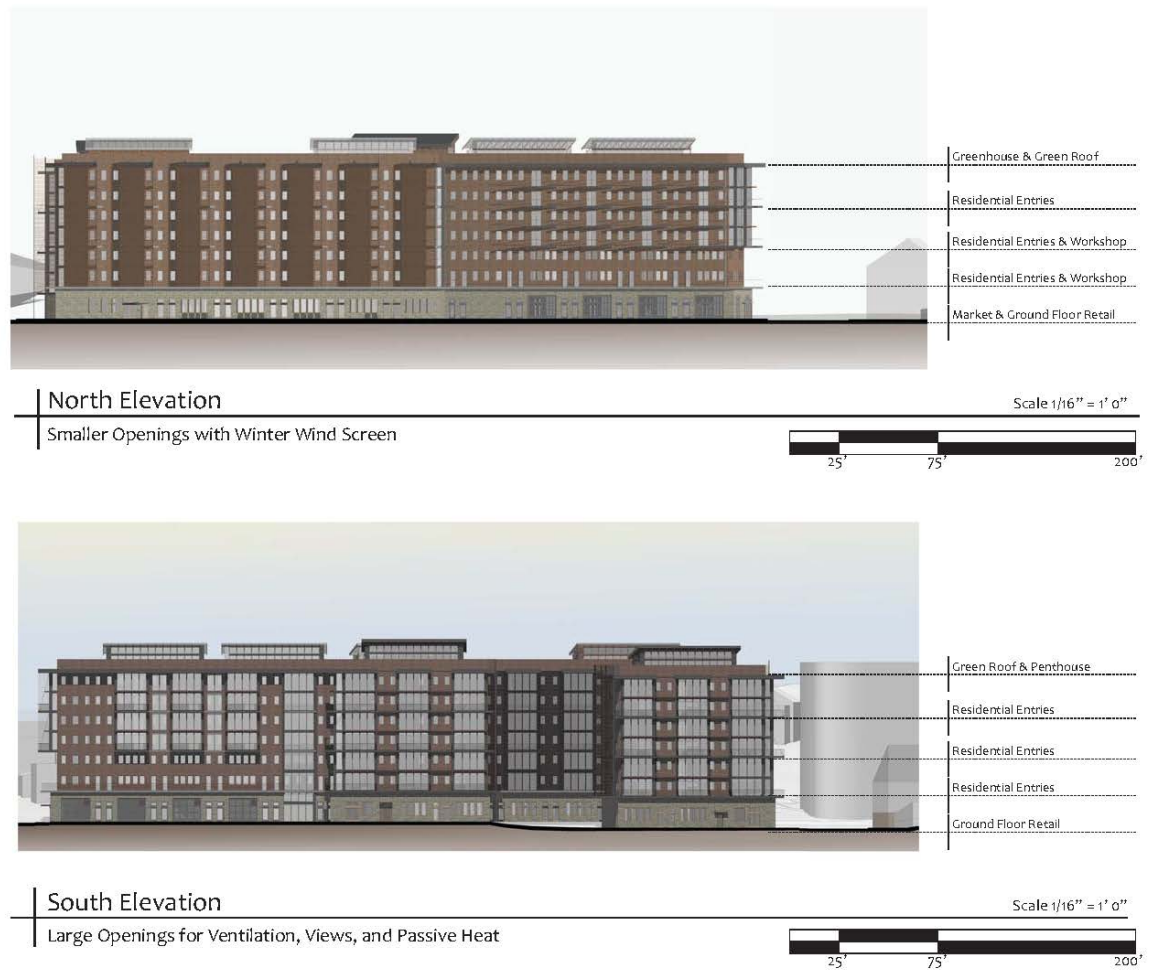 Greenhouse & Green Roof
Residential Entries
Residential Entries & Workshop
Residential Entries & Workshop
Market & Ground Floor Retail
North Elevation
Scale 1/16” = 1’ 0”
Smaller Openings with Winter Wind Screen
25’ 75’ 200’
Green Roof & Penthouse
Residential Entries
Residential Entries
Residential Entries
Ground Floor Retail
South Elevation
Scale 1/16” = 1’ 0”
Large Openings for Ventilation, Views, and Passive Heat
25’ 75’ 200’